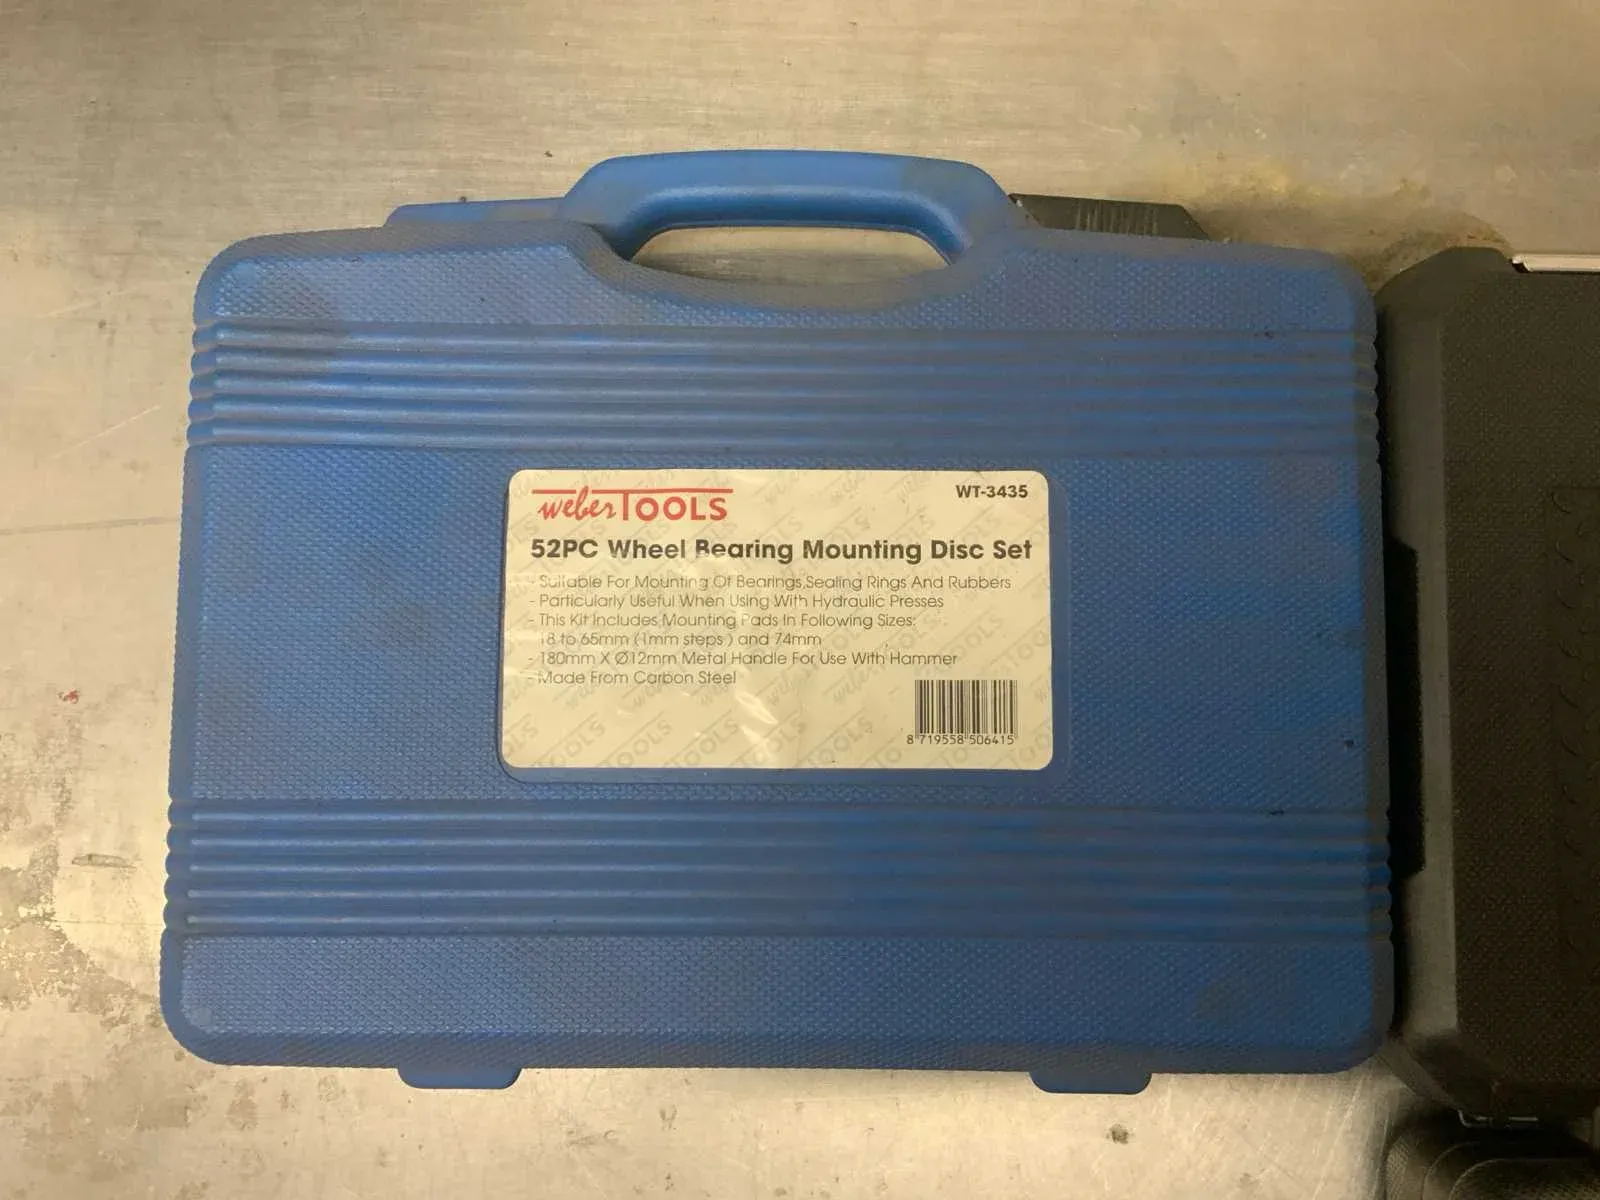 weberTOOLS
WT-3435
52PC Wheel Bearing Mounting Disc Set
- Suitable For Mounting Of Bearings,Sealing Rings And Rubbers
- Particularly Useful When Using With Hydraulic Presses
- This Kit Includes Mounting Pads In Following Sizes:
18 to 65mm (1mm steps ) and 74mm
- 180mm X Ø12mm Metal Handle For Use With Hammer
- Made From Carbon Steel
8 719558 506415